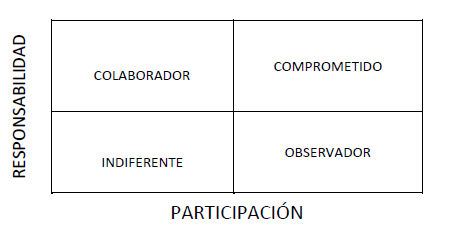 RESPONSABILIDAD
COLABORADOR
COMPROMETIDO
INDIFERENTE
OBSERVADOR
PARTICIPACIÓN